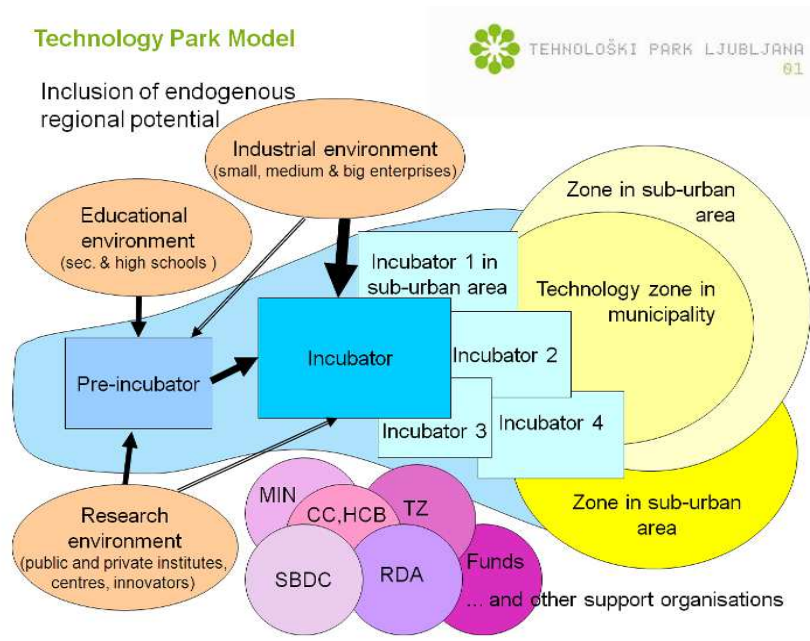 Technology Park Model
TEHNOLOŠKI PARK LJUBLJANA
01
Inclusion of endogenous
regional potential
Industrial environment
(small, medium & big enterprises)
Educational
environment
(sec. & high schools )
Zone in sub-urban
area
Incubator 1 in
sub-urban area
Technology zone in
municipality
Pre-incubator
Incubator
Incubator 2
Incubator 3
Incubator 4
Research
environment
(public and private institutes,
centres, innovators)
MIN
CC,HCB
TZ
SBDC
RDA
Funds
Zone in sub-urban
area
... and other support organisations